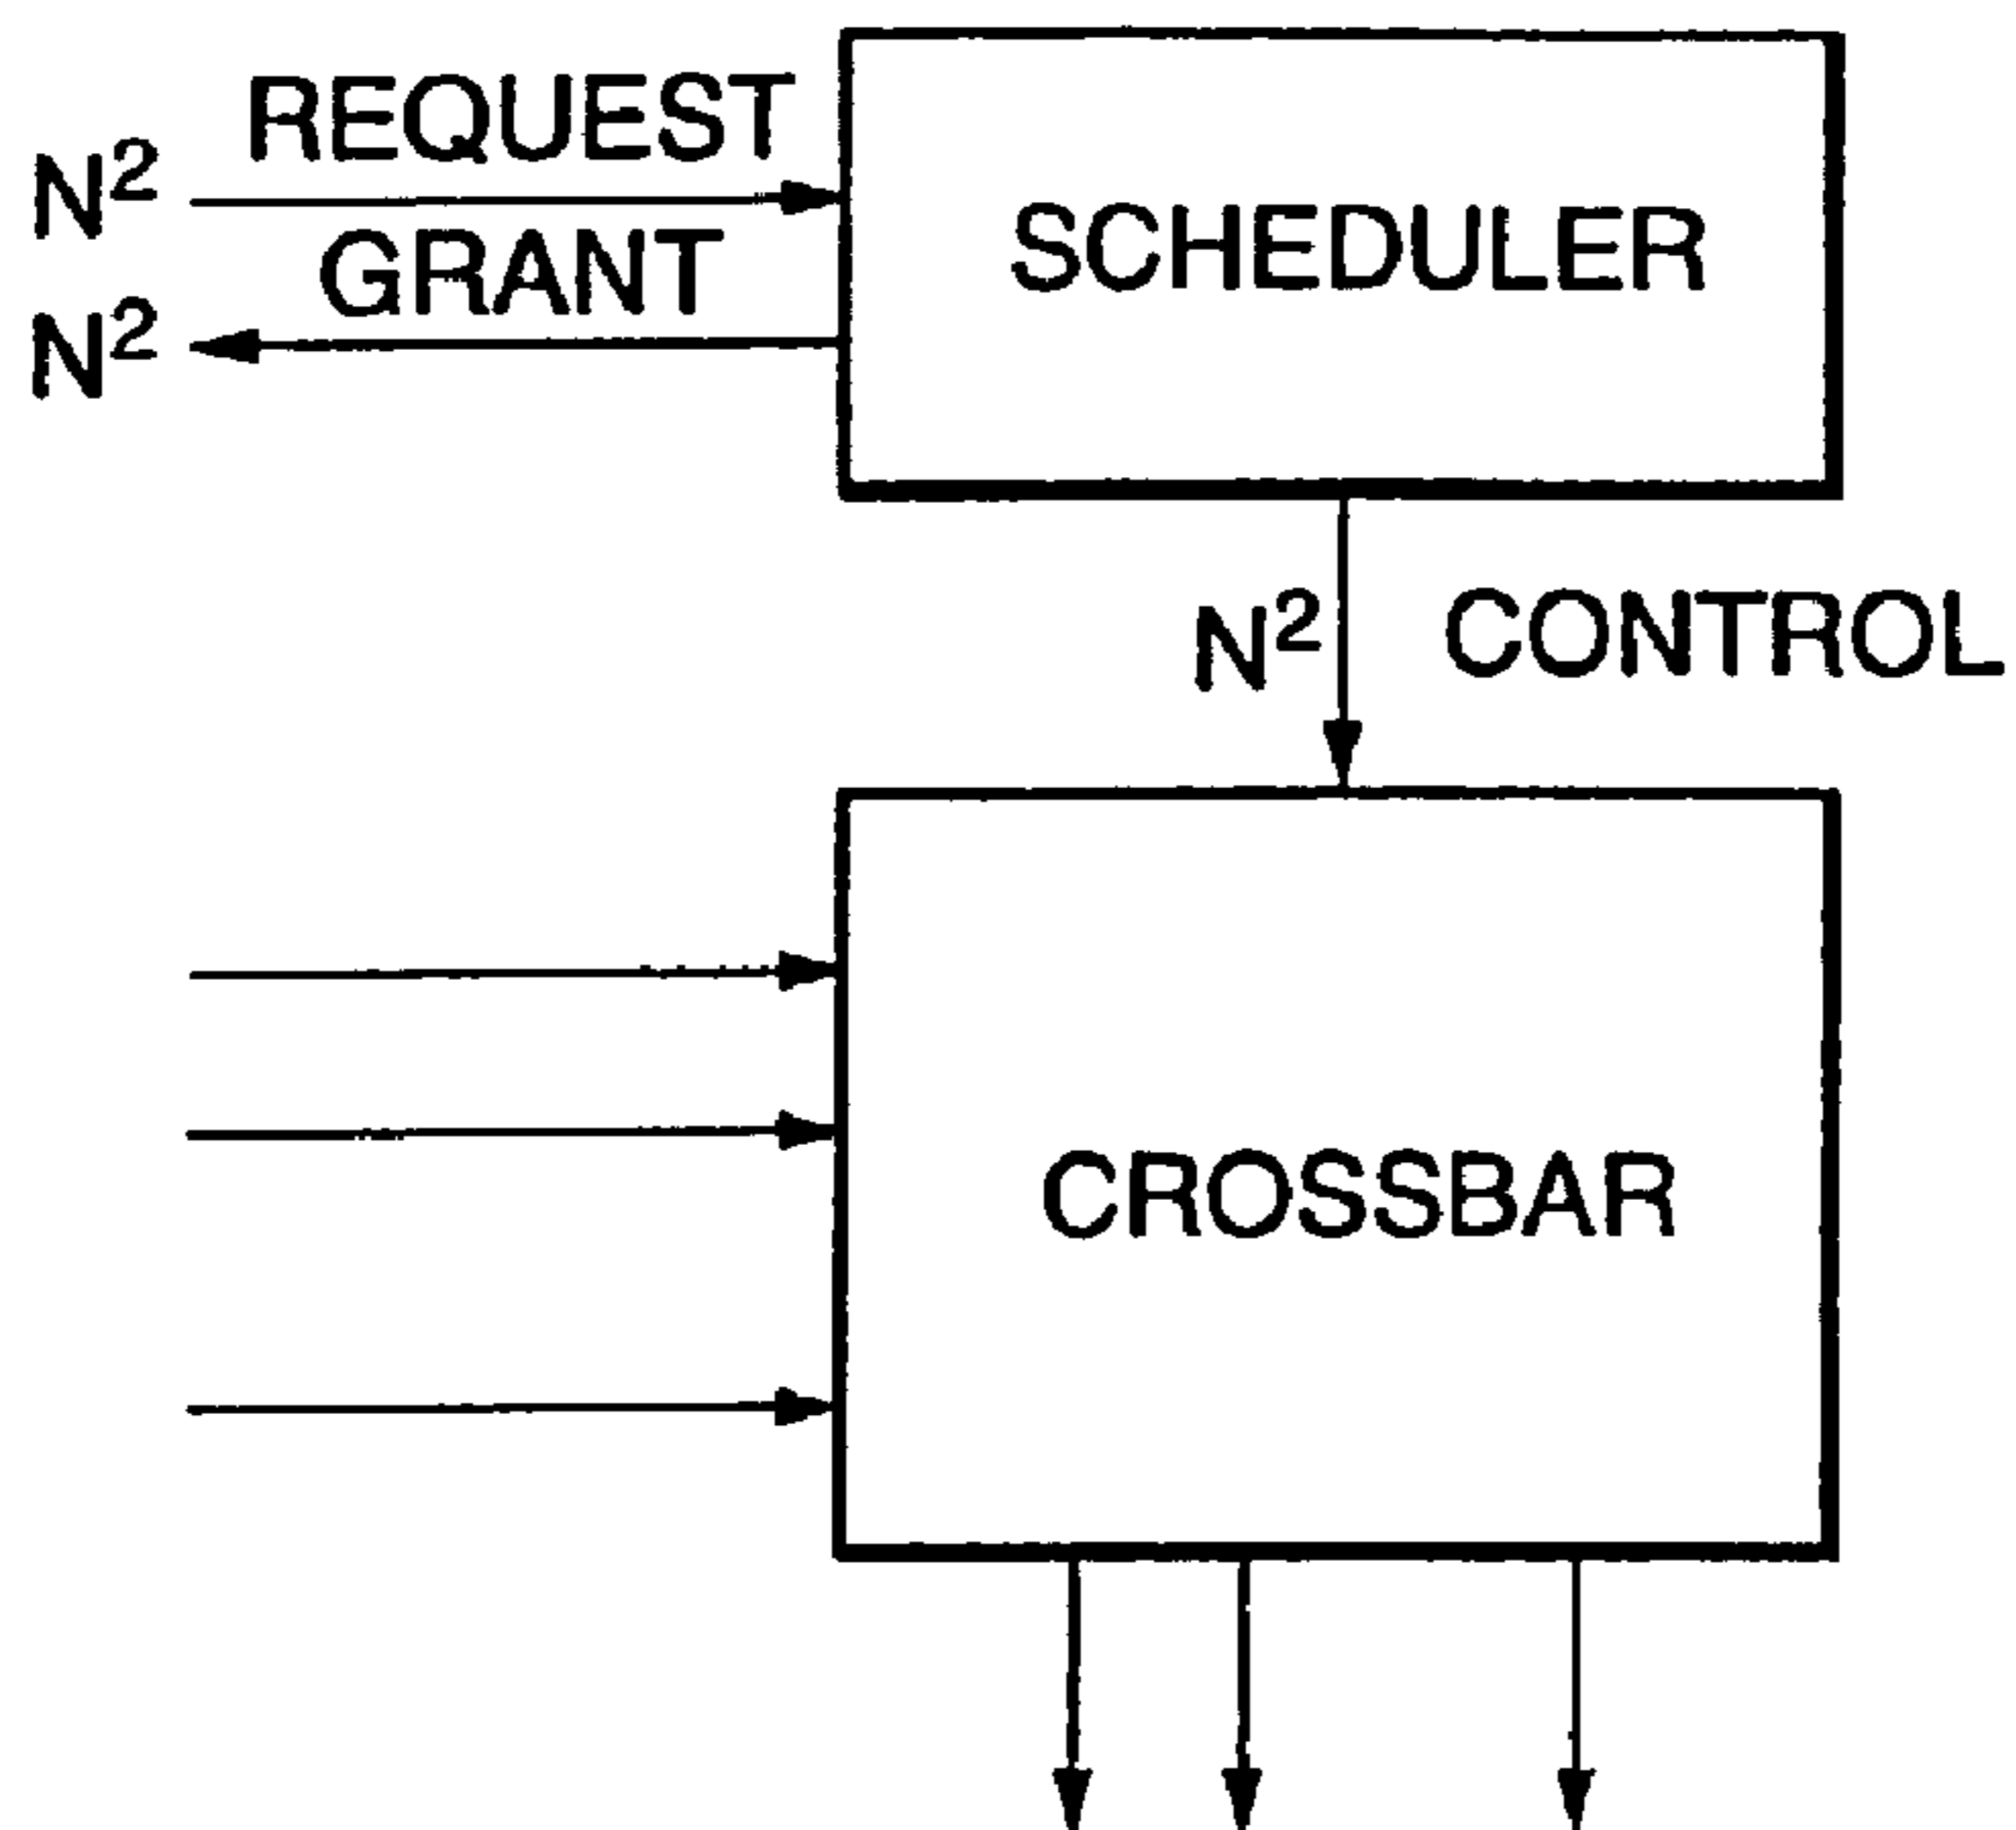 REQUEST
N²
GRANT
N²
SCHEDULER
N² CONTROL
CROSSBAR